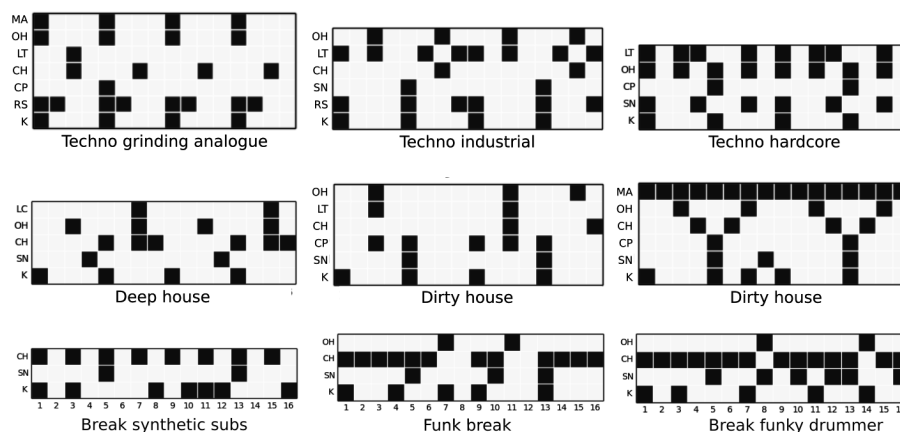 MA
OH
LT
CH
CP
RS
K
Techno grinding analogue
OH
LT
CH
SN
RS
K
Techno industrial
LT
OH
CP
SN
K
Techno hardcore
LC
OH
CH
SN
K
Deep house
OH
LT
CH
CP
SN
K
Dirty house
MA
OH
CH
CP
SN
K
Dirty house
CH
SN
K
1 2 3 4 5 6 7 8 9 10 11 12 13 14 15 16
Break synthetic subs
OH
CH
SN
K
1 2 3 4 5 6 7 8 9 10 11 12 13 14 15 16
Funk break
OH
CH
SN
K
1 2 3 4 5 6 7 8 9 10 11 12 13 14 15
Break funky drummer